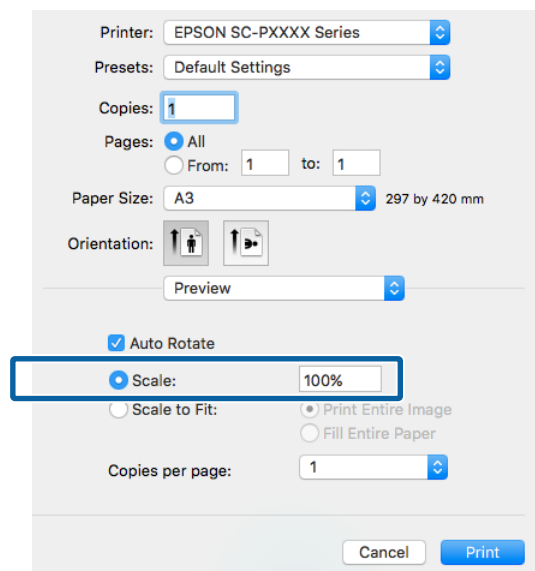 Printer: EPSON SC-PXXXX Series
Presets: Default Settings
Copies: 1
Pages: All
From: 1 to: 1
Paper Size: A3 297 by 420 mm
Orientation:
Preview
Auto Rotate
Scale: 100%
Scale to Fit: Print Entire Image
Fill Entire Paper
Copies per page: 1
Cancel Print